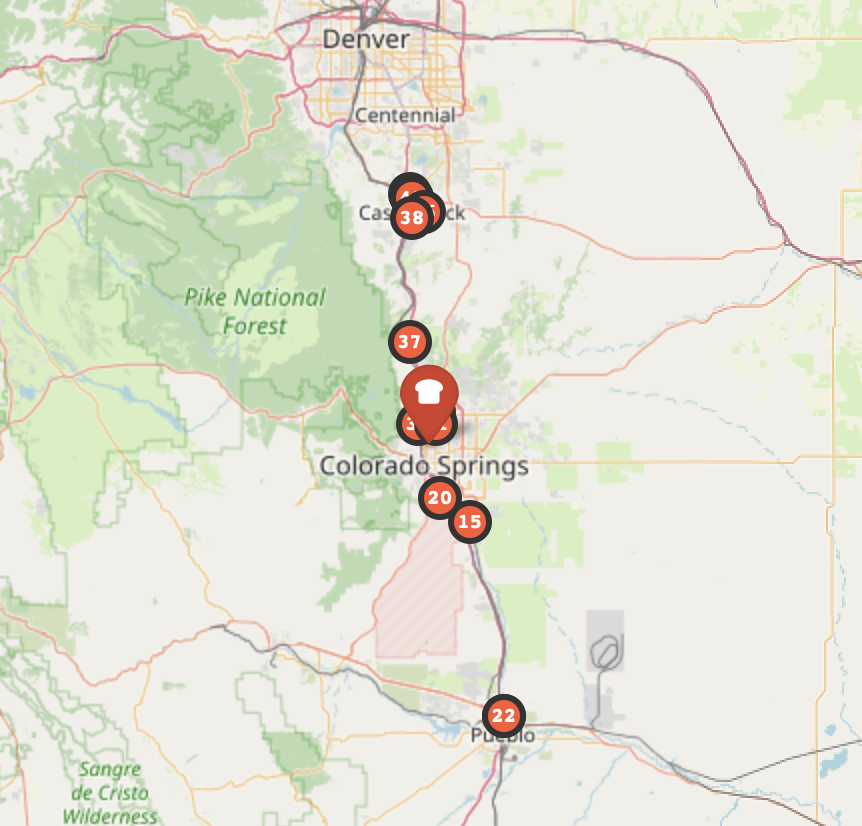 Denver
Centennial
38
Pike National
Forest
37
Colorado Springs
20
15
22
Pueblo
Sangre
de Cristo
Wilderness